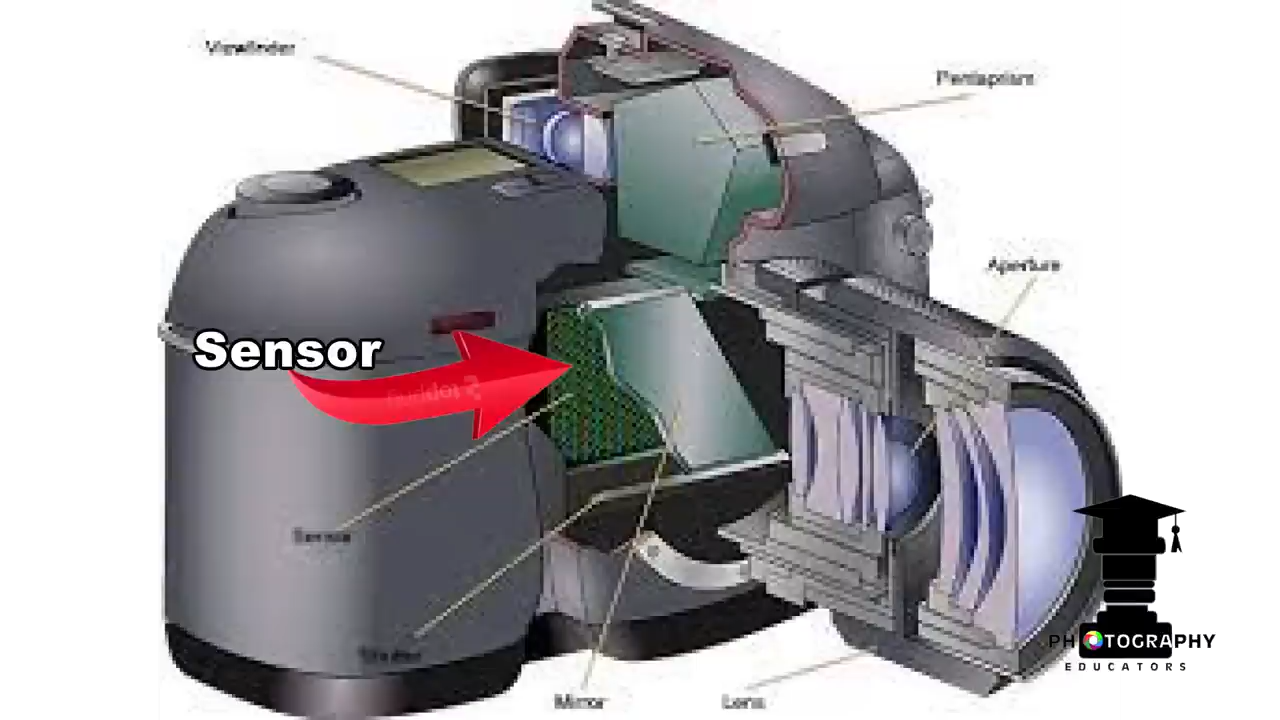 Viewfinder
Pentaprism
Aperture
Sensor
Sensor
Mirror
Lens
PHOTOGRAPHY
EDUCATORS